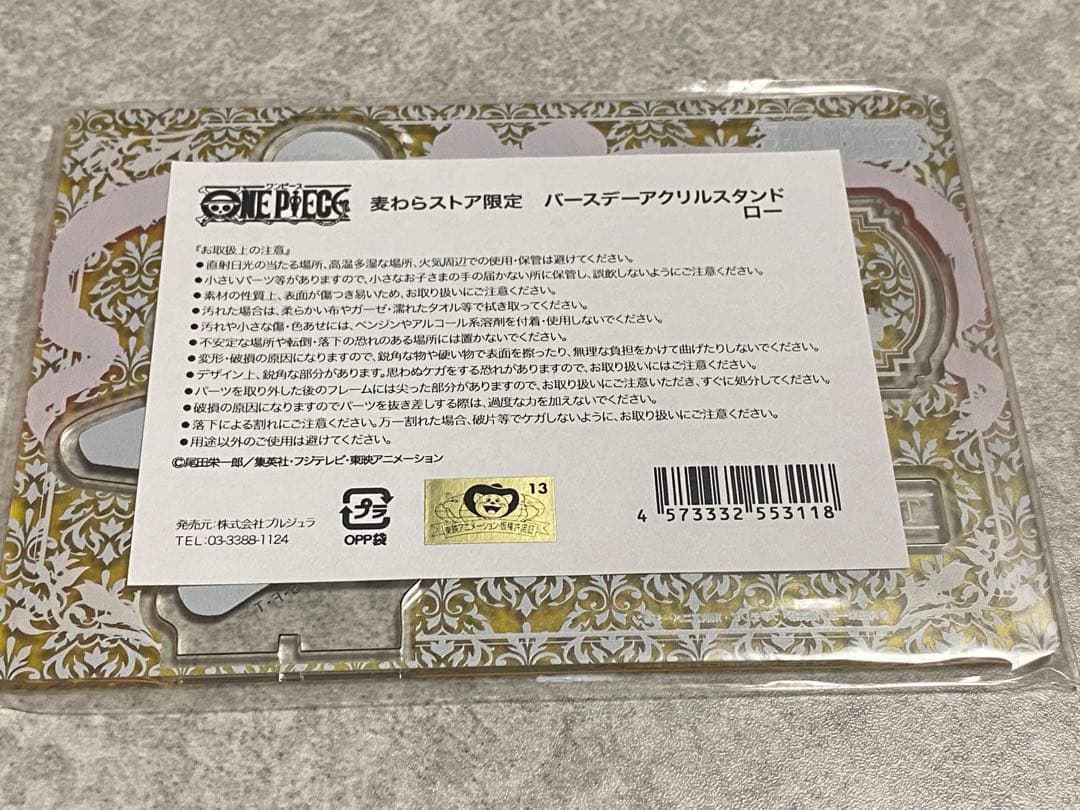 ワンピース
ONE PIECE
麦わらストア限定 バースデーアクリルスタンド
ロー
『お取扱上の注意』
●直射日光の当たる場所、高温多湿な場所、火気周辺での使用・保管は避けてください。
●小さいパーツ等がありますので、小さなお子さまの手の届かない所に保管し、誤飲しないようにご注意ください。
●素材の性質上、表面が傷つき易いため、お取り扱いにご注意ください。
●汚れた場合は、柔らかい布やガーゼ・濡れたタオル等で拭き取ってください。
●汚れや小さな傷・色あせには、ベンジンやアルコール系溶剤を付着・使用しないでください。
●不安定な場所や転倒・落下の恐れのある場所には置かないでください。
●変形・破損の原因になりますので、鋭角な物や硬い物で表面を擦ったり、無理な負担をかけて曲げたりしないでください。
●デザイン上、鋭角な部分があります。思わぬケガをする恐れがありますので、お取り扱いにはご注意ください。
●パーツを取り外した後のフレームには尖った部分がありますので、お取り扱いにご注意いただき、すぐに処分してください。
●破損の原因になりますのでパーツを抜き差しする際は、過度な力を加えないでください。
●落下による割れにご注意ください。万一割れた場合、破片等でケガしないように、お取り扱いにご注意ください。
●用途以外のご使用は避けてください。
©尾田栄一郎/集英社・フジテレビ・東映アニメーション
発売元:株式会社プルジュラ
TEL:03-3388-1124
プラ
OPP袋
13
東映アニメーション・版権許諾証
4 573332 553118